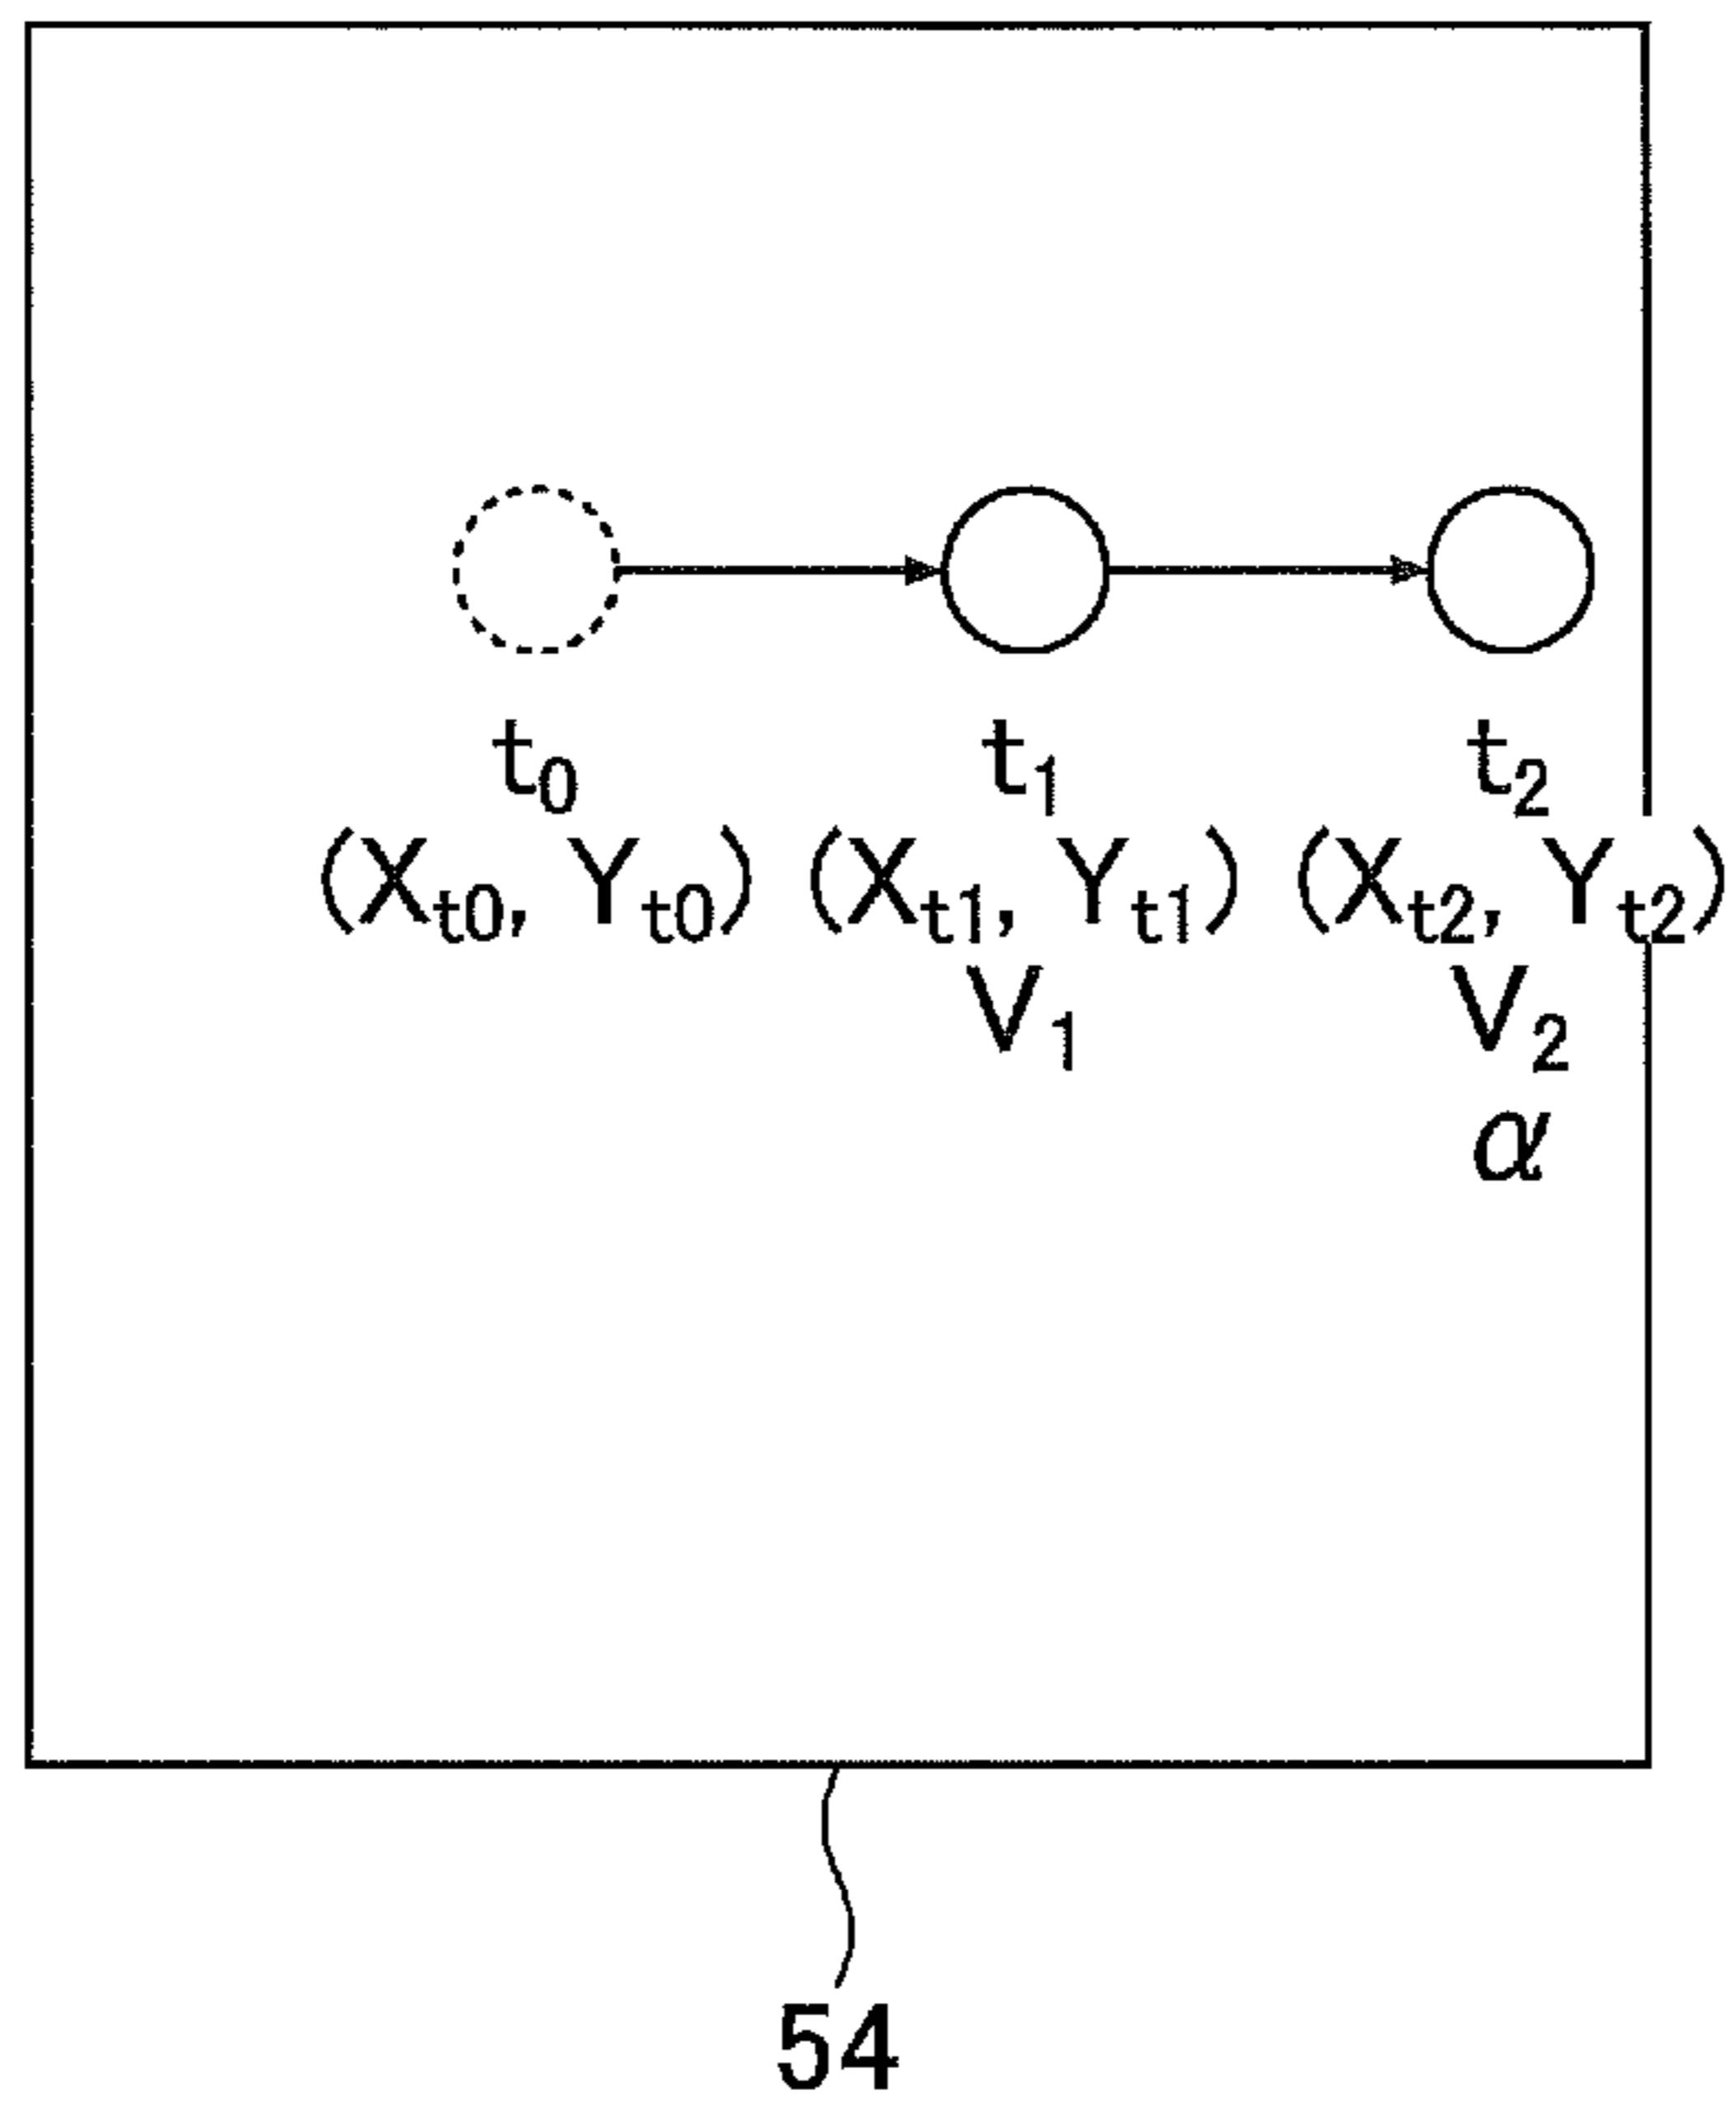 t₀ t₁ t₂
(Xt0, Yt0) (Xt1, Yt1) (Xt2, Yt2)
V₁ V₂
α
54